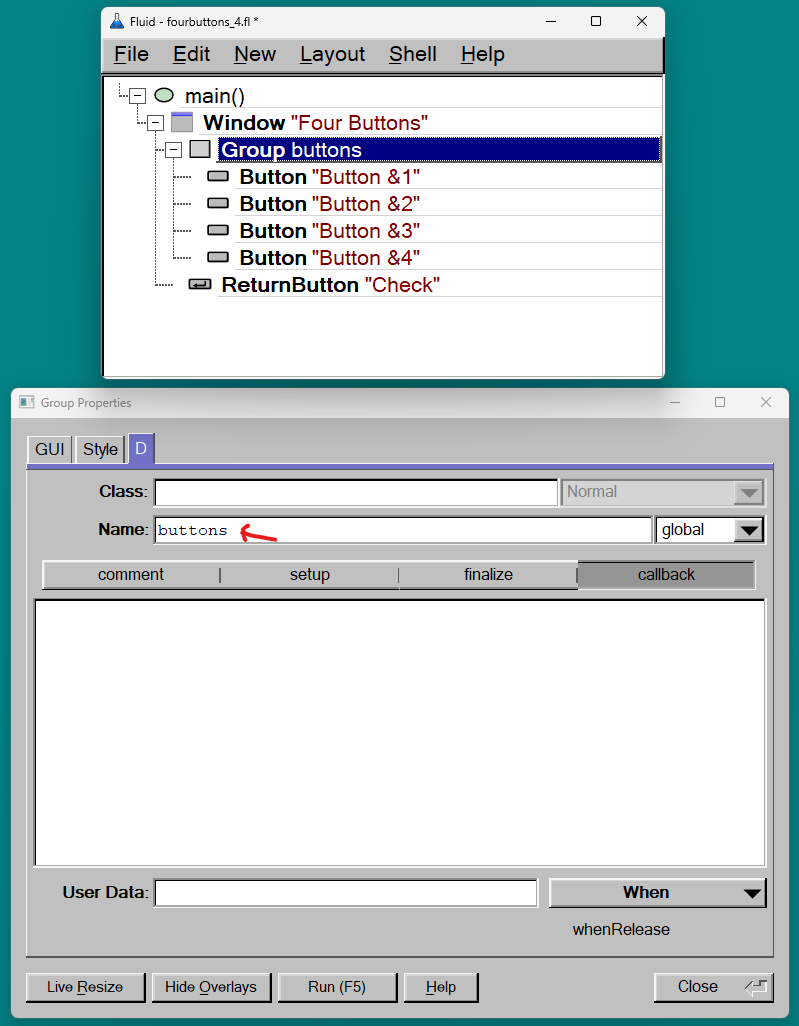 Fluid - fourbuttons_4.fl *
File Edit New Layout Shell Help
main()
Window "Four Buttons"
Group buttons
Button "Button &1"
Button "Button &2"
Button "Button &3"
Button "Button &4"
ReturnButton "Check"
Group Properties
GUI Style D
Class: Normal
Name: buttons global
comment setup finalize callback
User Data: When
whenRelease
Live Resize Hide Overlays Run (F5) Help Close